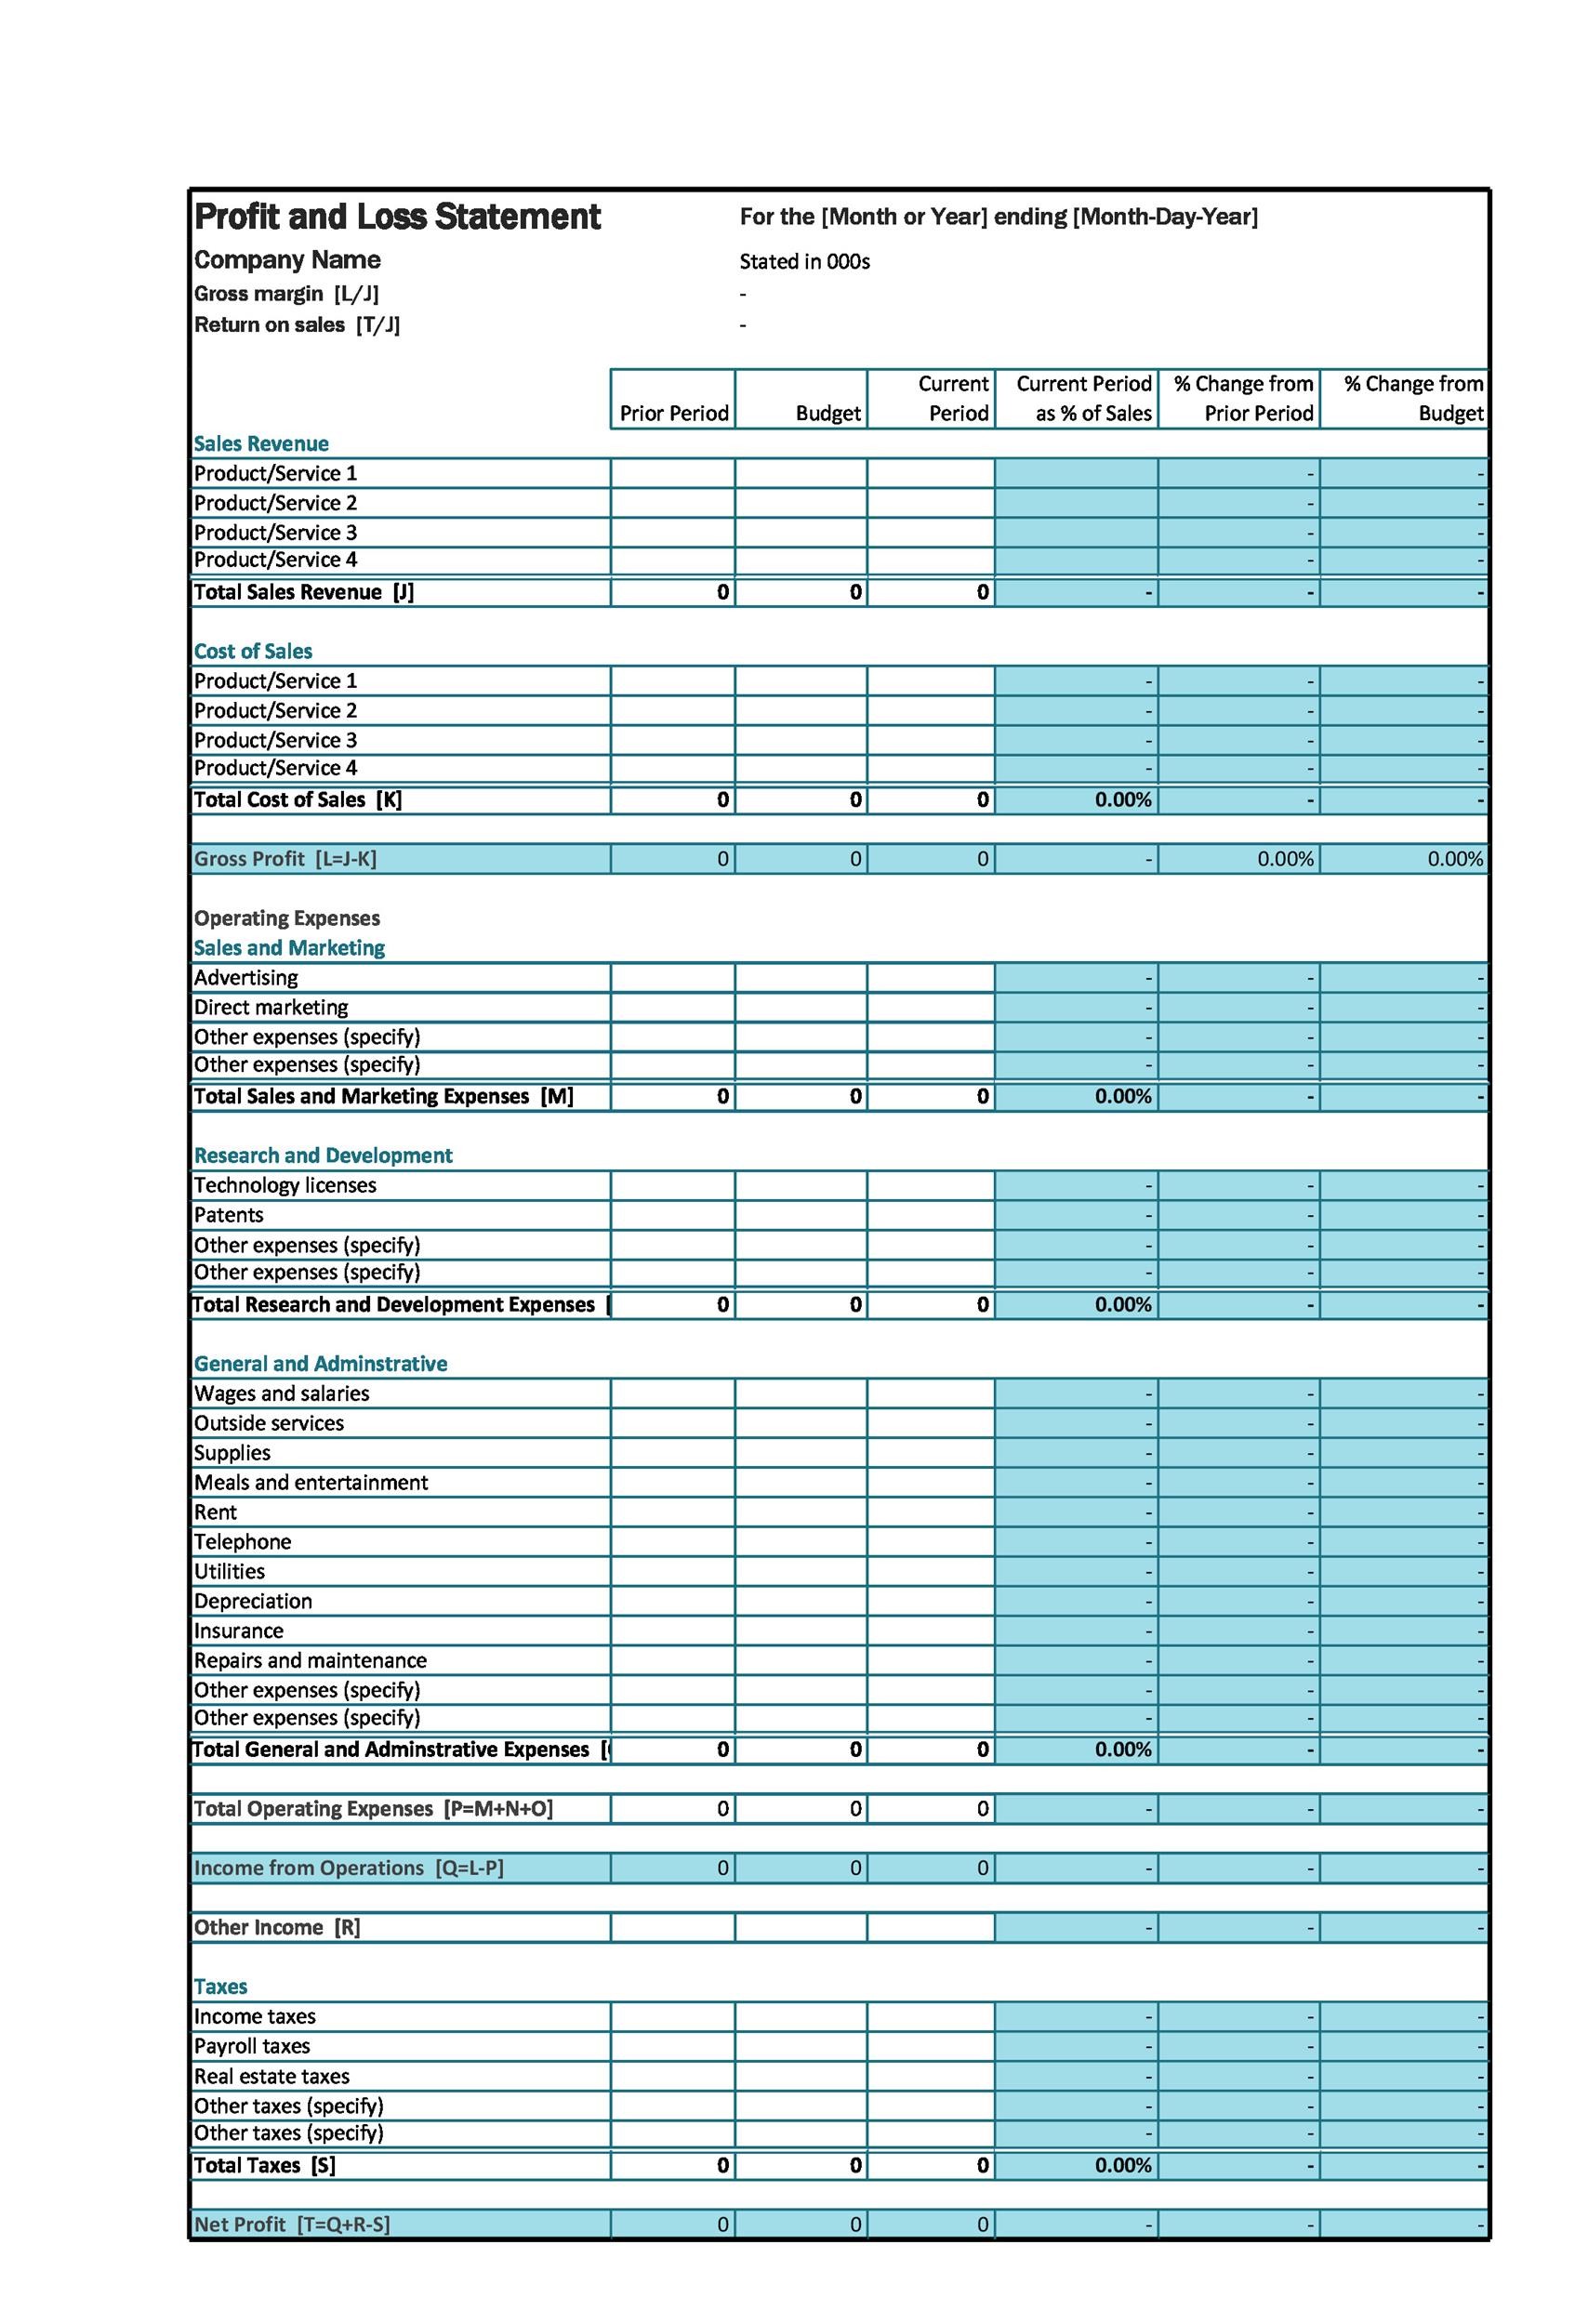 Profit and Loss Statement For the [Month or Year] ending [Month-Day-Year]
Company Name Stated in 000s
Gross margin [L/J] -
Return on sales [T/J] -
Prior Period Budget Current Period Current Period as % of Sales % Change from Prior Period % Change from Budget
Sales Revenue
Product/Service 1 - -
Product/Service 2 - -
Product/Service 3 - -
Product/Service 4 - -
Total Sales Revenue [J] 0 0 0 - - -
Cost of Sales
Product/Service 1 - - -
Product/Service 2 - - -
Product/Service 3 - - -
Product/Service 4 - - -
Total Cost of Sales [K] 0 0 0 0.00% - -
Gross Profit [L=J-K] 0 0 0 - 0.00% 0.00%
Operating Expenses
Sales and Marketing
Advertising - - -
Direct marketing - - -
Other expenses (specify) - - -
Other expenses (specify) - - -
Total Sales and Marketing Expenses [M] 0 0 0 0.00% - -
Research and Development
Technology licenses - - -
Patents - - -
Other expenses (specify) - - -
Other expenses (specify) - - -
Total Research and Development Expenses [ 0 0 0 0.00% - -
General and Adminstrative
Wages and salaries - - -
Outside services - - -
Supplies - - -
Meals and entertainment - - -
Rent - - -
Telephone - - -
Utilities - - -
Depreciation - - -
Insurance - - -
Repairs and maintenance - - -
Other expenses (specify) - - -
Other expenses (specify) - - -
Total General and Adminstrative Expenses [ 0 0 0 0.00% - -
Total Operating Expenses [P=M+N+O] 0 0 0 - - -
Income from Operations [Q=L-P] 0 0 0 - - -
Other Income [R] - - -
Taxes
Income taxes - - -
Payroll taxes - - -
Real estate taxes - - -
Other taxes (specify) - - -
Other taxes (specify) - - -
Total Taxes [S] 0 0 0 0.00% - -
Net Profit [T=Q+R-S] 0 0 0 - - -